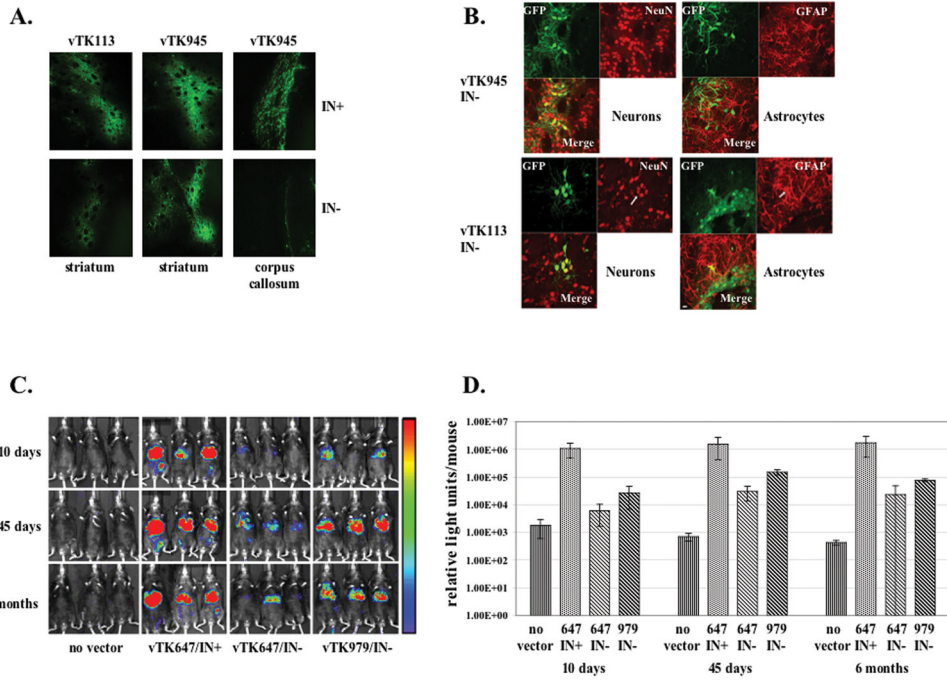 A.
vTK113 vTK945 vTK945
IN+
IN-
striatum striatum corpus
callosum
B.
GFP NeuN GFP GFAP
vTK945
IN-
Merge Neurons Merge Astrocytes
GFP NeuN GFP GFAP
vTK113
IN-
Merge Neurons Merge Astrocytes
C.
10 days
45 days
months
no vector vTK647/IN+ vTK647/IN- vTK979/IN-
D.
relative light units/mouse
1.00E+07
1.00E+06
1.00E+05
1.00E+04
1.00E+03
1.00E+02
1.00E+01
1.00E+00
no 647 647 979 no 647 647 979 no 647 647 979
vector IN+ IN- IN- vector IN+ IN- IN- vector IN+ IN- IN-
10 days 45 days 6 months